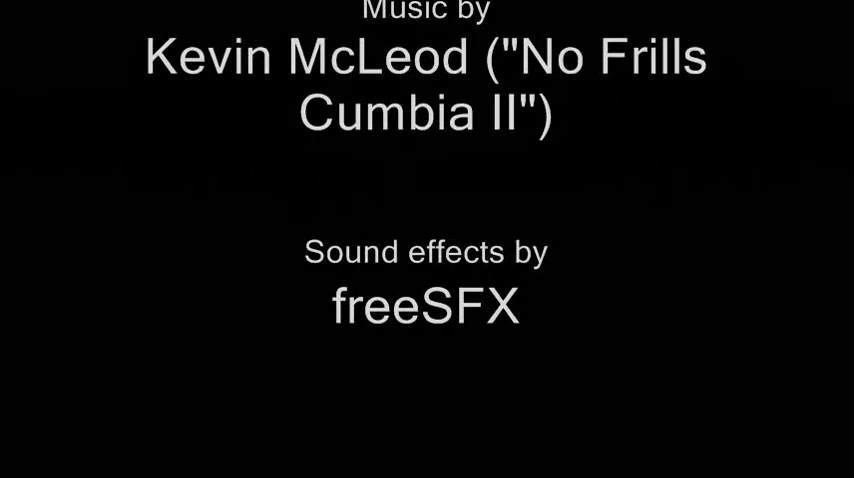 Music by
Kevin McLeod ("No Frills
Cumbia II")
Sound effects by
freeSFX